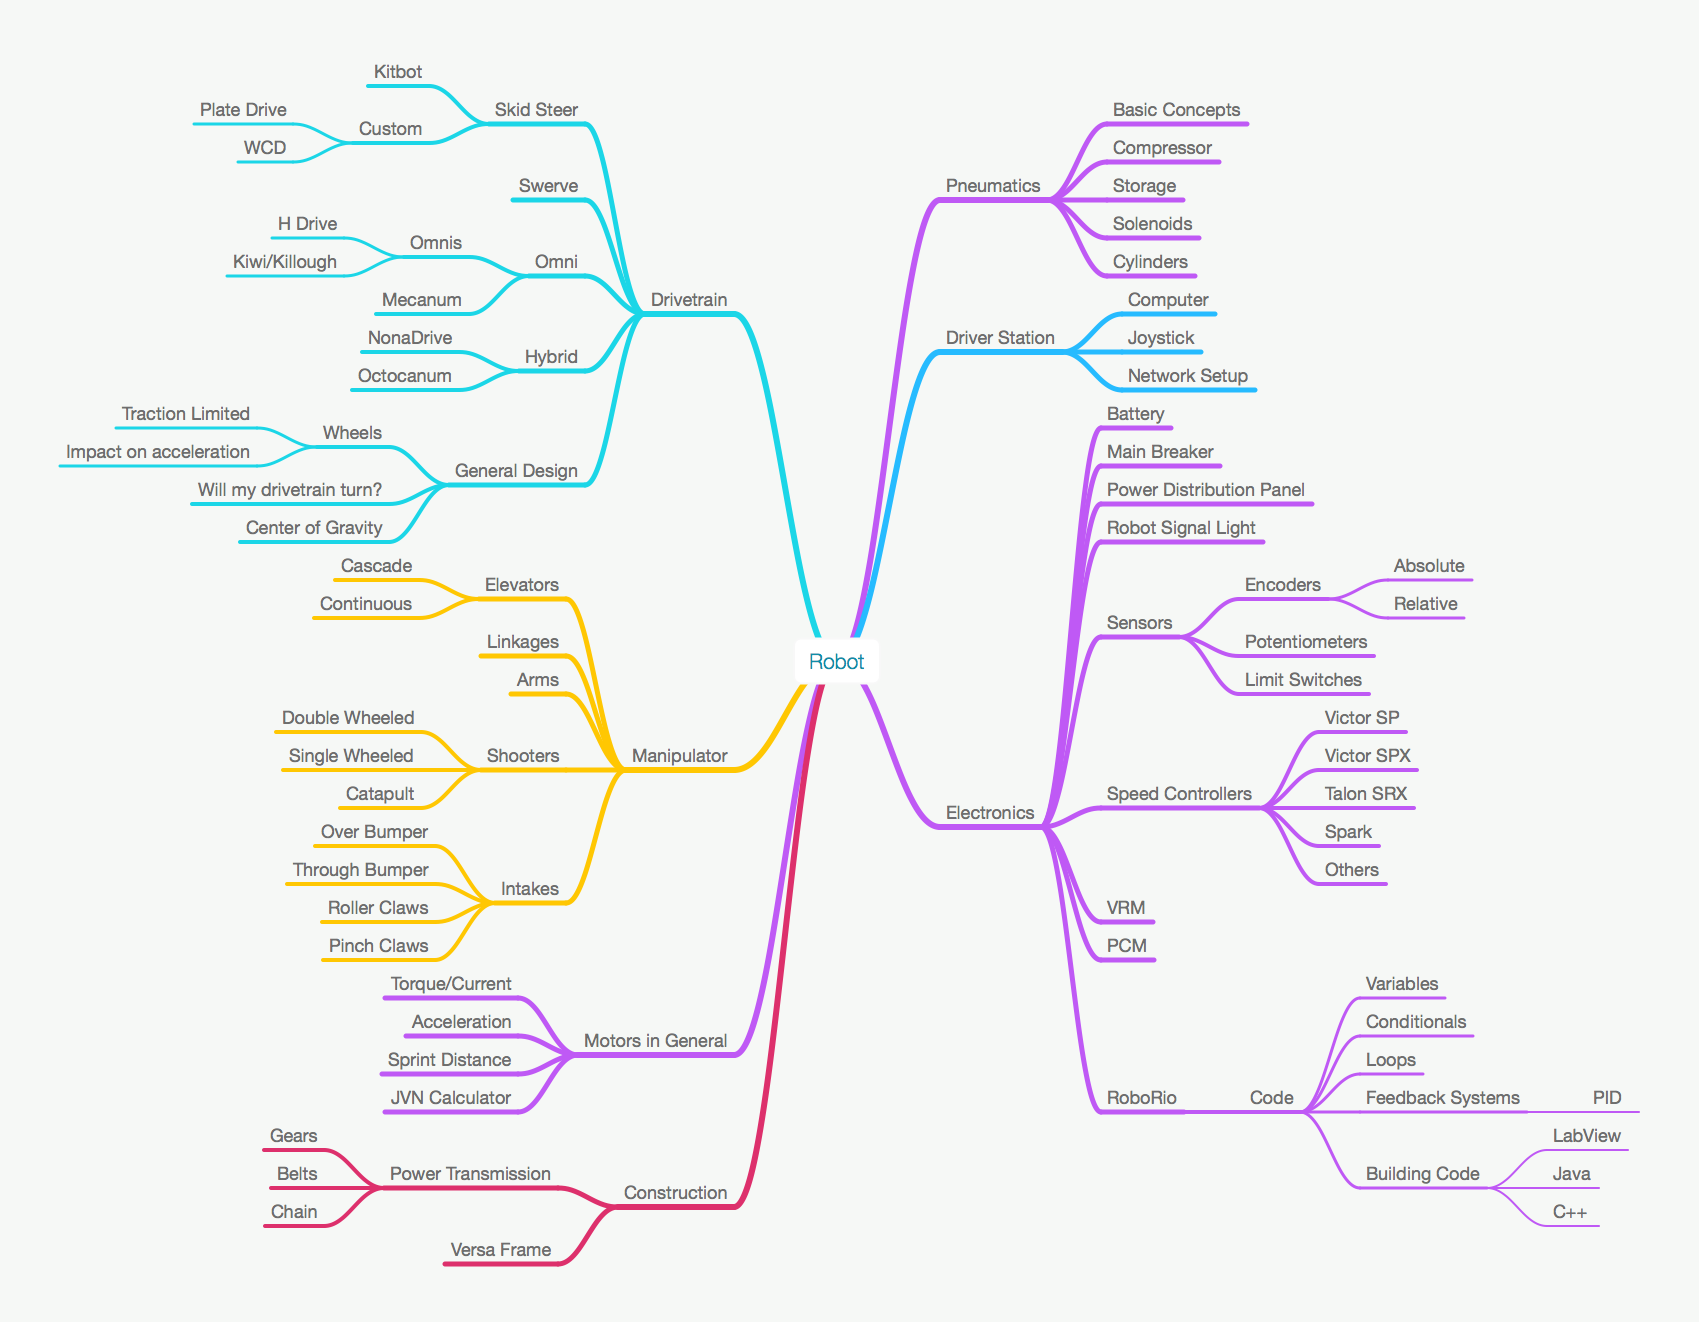 Robot
Drivetrain
Skid Steer
Kitbot
Custom
Plate Drive
WCD
Swerve
Omni
Omnis
H Drive
Kiwi/Killough
Mecanum
Hybrid
NonaDrive
Octocanum
General Design
Wheels
Traction Limited
Impact on acceleration
Will my drivetrain turn?
Center of Gravity
Manipulator
Elevators
Cascade
Continuous
Linkages
Arms
Shooters
Double Wheeled
Single Wheeled
Catapult
Intakes
Over Bumper
Through Bumper
Roller Claws
Pinch Claws
Motors in General
Torque/Current
Acceleration
Sprint Distance
JVN Calculator
Construction
Power Transmission
Gears
Belts
Chain
Versa Frame
Pneumatics
Basic Concepts
Compressor
Storage
Solenoids
Cylinders
Driver Station
Computer
Joystick
Network Setup
Electronics
Battery
Main Breaker
Power Distribution Panel
Robot Signal Light
Sensors
Encoders
Absolute
Relative
Potentiometers
Limit Switches
Speed Controllers
Victor SP
Victor SPX
Talon SRX
Spark
Others
VRM
PCM
RoboRio
Code
Variables
Conditionals
Loops
Feedback Systems
PID
Building Code
LabView
Java
C++